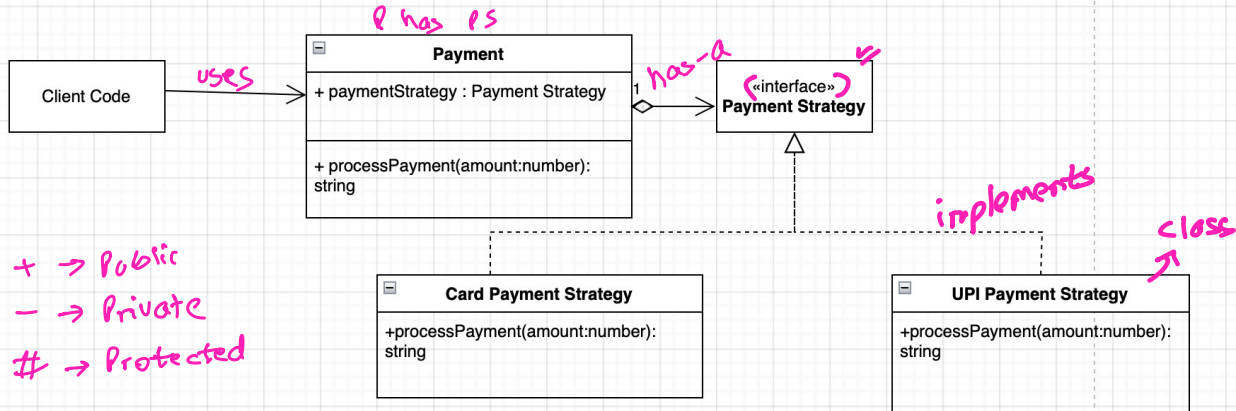 P has PS
Payment
«interface»
Payment Strategy
has-a
1
uses
Client Code
+ paymentStrategy : Payment Strategy
+ processPayment(amount:number):
string
implements
class
+ → Public
- → Private
# → Protected
Card Payment Strategy
+processPayment(amount:number):
string
UPI Payment Strategy
+processPayment(amount:number):
string